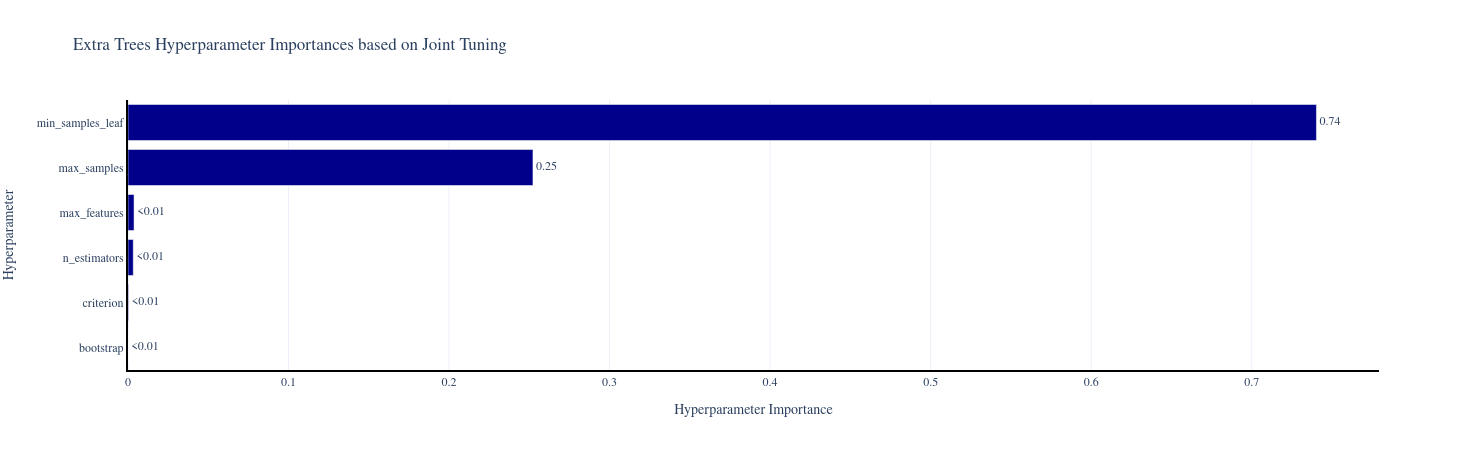 Extra Trees Hyperparameter Importances based on Joint Tuning
Hyperparameter
min_samples_leaf
0.74
max_samples
0.25
max_features
<0.01
n_estimators
<0.01
criterion
<0.01
bootstrap
<0.01
0 0.1 0.2 0.3 0.4 0.5 0.6 0.7
Hyperparameter Importance